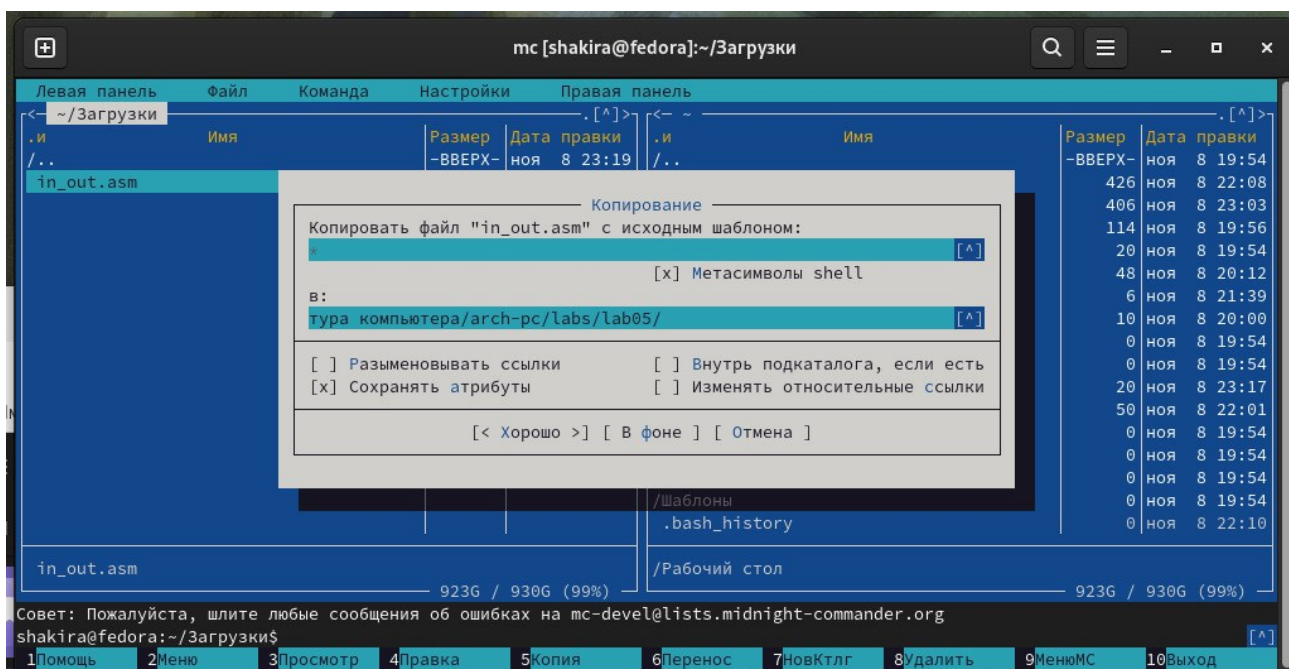 mc [shakira@fedora]:~/Загрузки
Левая панель Файл Команда Настройки Правая панель
<— ~/Загрузки .[^]>
.и Имя Размер Дата правки
/.. -ВВЕРХ- ноя 8 23:19
in_out.asm
<— ~ .[^]>
.и Имя Размер Дата правки
/.. -ВВЕРХ- ноя 8 19:54
426 ноя 8 22:08
406 ноя 8 23:03
114 ноя 8 19:56
20 ноя 8 19:54
48 ноя 8 20:12
6 ноя 8 21:39
10 ноя 8 20:00
0 ноя 8 19:54
0 ноя 8 19:54
20 ноя 8 23:17
50 ноя 8 22:01
0 ноя 8 19:54
0 ноя 8 19:54
0 ноя 8 19:54
/Шаблоны 0 ноя 8 19:54
.bash_history 0 ноя 8 22:10
Копирование
Копировать файл "in_out.asm" с исходным шаблоном:
* [^]
[x] Метасимволы shell
в:
тура компьютера/arch-pc/labs/lab05/ [^]
[ ] Разыменовывать ссылки [ ] Внутрь подкаталога, если есть
[x] Сохранять атрибуты [ ] Изменять относительные ссылки
[< Хорошо >] [ В фоне ] [ Отмена ]
in_out.asm
923G / 930G (99%)
/Рабочий стол
923G / 930G (99%)
Совет: Пожалуйста, шлите любые сообщения об ошибках на mc-devel@lists.midnight-commander.org
shakira@fedora:~/Загрузки$ [^]
1Помощь 2Меню 3Просмотр 4Правка 5Копия 6Перенос 7НовКтлг 8Удалить 9МенюMC 10Выход